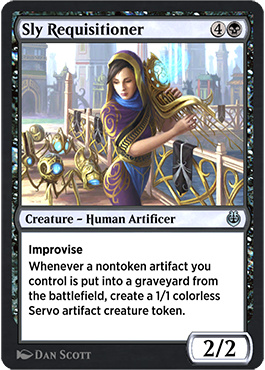 Sly Requisitioner 4
Creature – Human Artificer
Improvise
Whenever a nontoken artifact you
control is put into a graveyard from
the battlefield, create a 1/1 colorless
Servo artifact creature token.
2/2
Dan Scott